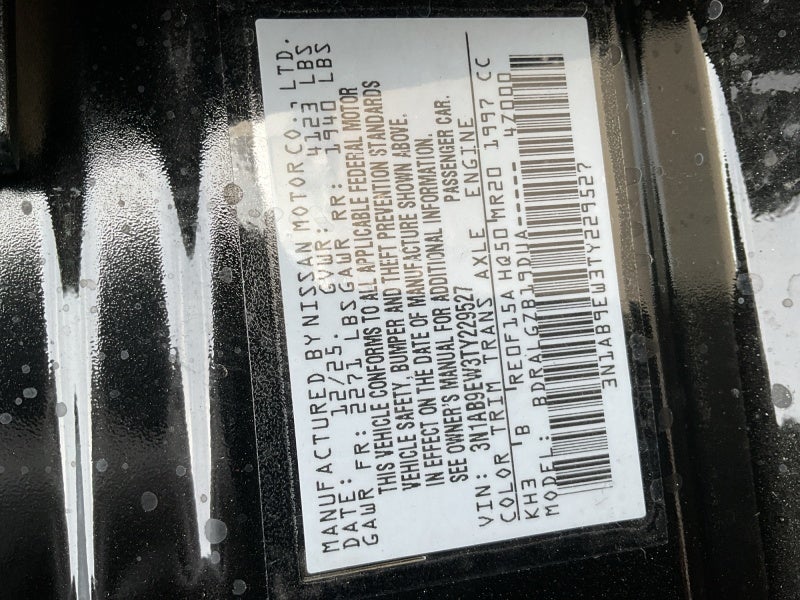 MANUFACTURED BY NISSAN MOTOR CO., LTD.
DATE: 12/25. GVWR: 4123 LBS
GAWR FR: 2271 LBS GAWR RR: 1940 LBS
THIS VEHICLE CONFORMS TO ALL APPLICABLE FEDERAL MOTOR
VEHICLE SAFETY, BUMPER AND THEFT PREVENTION STANDARDS
IN EFFECT ON THE DATE OF MANUFACTURE SHOWN ABOVE.
SEE OWNER'S MANUAL FOR ADDITIONAL INFORMATION.
VIN: 3N1AB9EW3TY229527 PASSENGER CAR.
COLOR TRIM TRANS AXLE ENGINE
KH3 'B 'RE0F15A HQ50 MR20 1997 CC
MODEL: BDRALGZB19DUA----- 47000
3N1AB9EW3TY229527